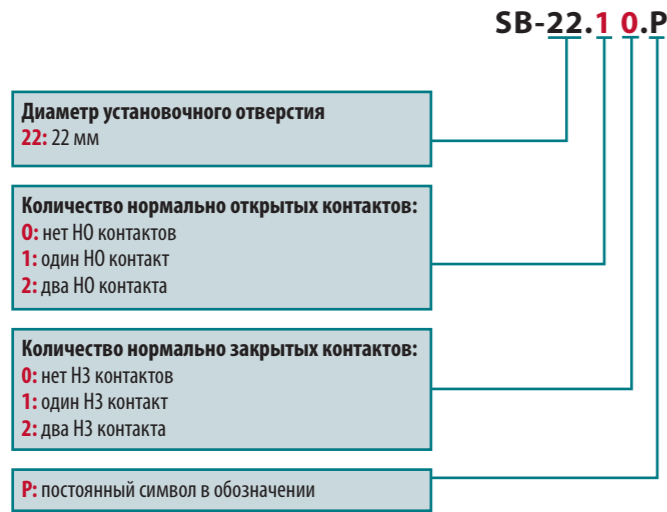 SB-22.10.P
Диаметр установочного отверстия
22: 22 мм
Количество нормально открытых контактов:
0: нет НО контактов
1: один НО контакт
2: два НО контакта
Количество нормально закрытых контактов:
0: нет НЗ контактов
1: один НЗ контакт
2: два НЗ контакта
P: постоянный символ в обозначении